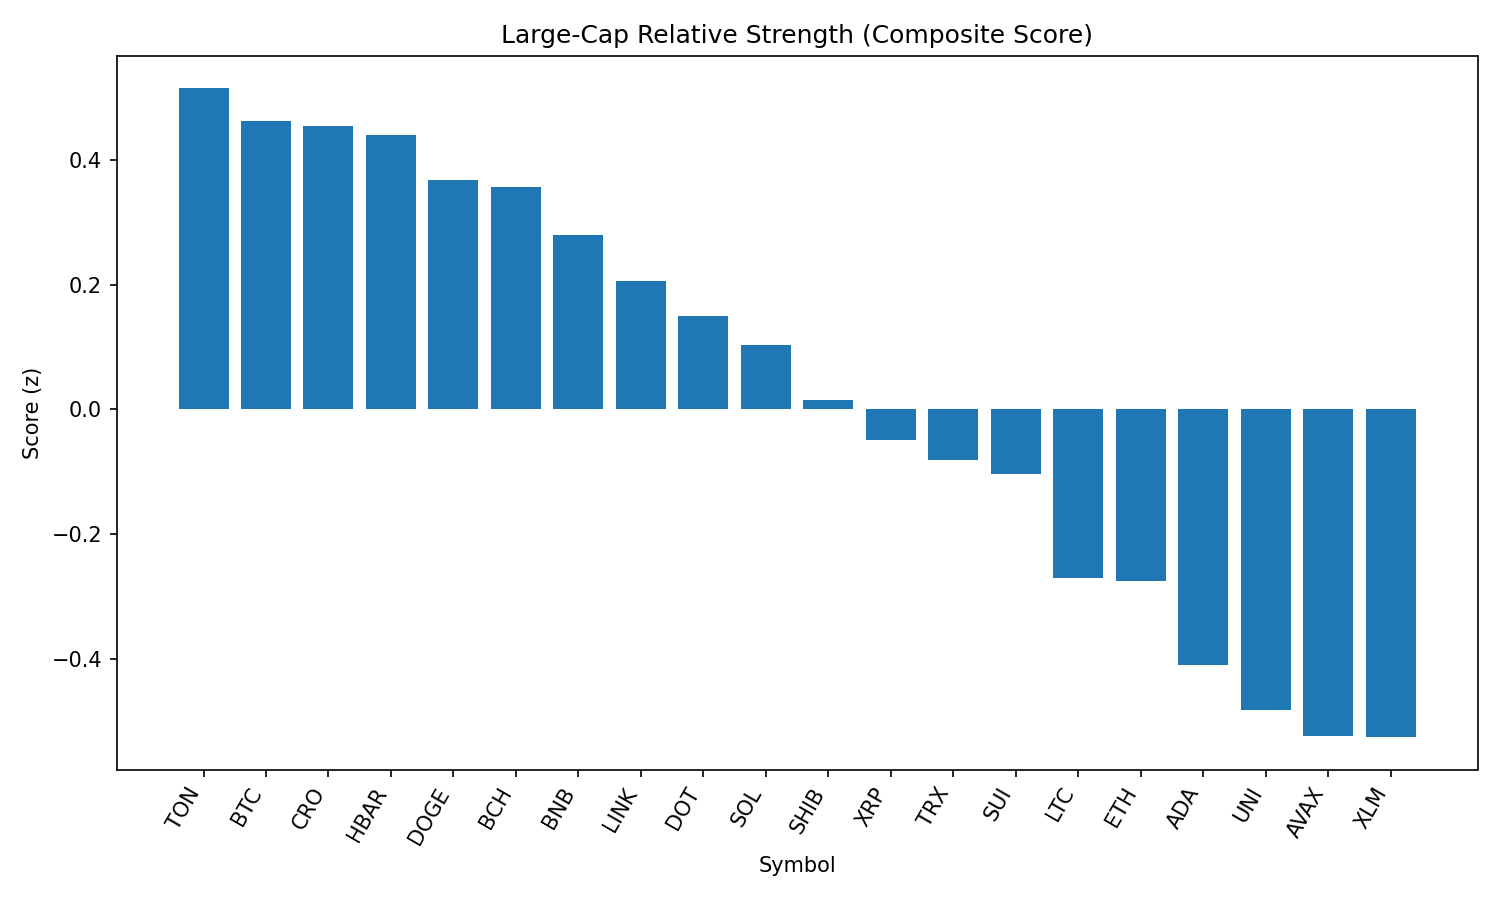 Large-Cap Relative Strength (Composite Score)
Score (z)
0.4
0.2
0.0
−0.2
−0.4
TON
BTC
CRO
HBAR
DOGE
BCH
BNB
LINK
DOT
SOL
SHIB
XRP
TRX
SUI
LTC
ETH
ADA
UNI
AVAX
XLM
Symbol